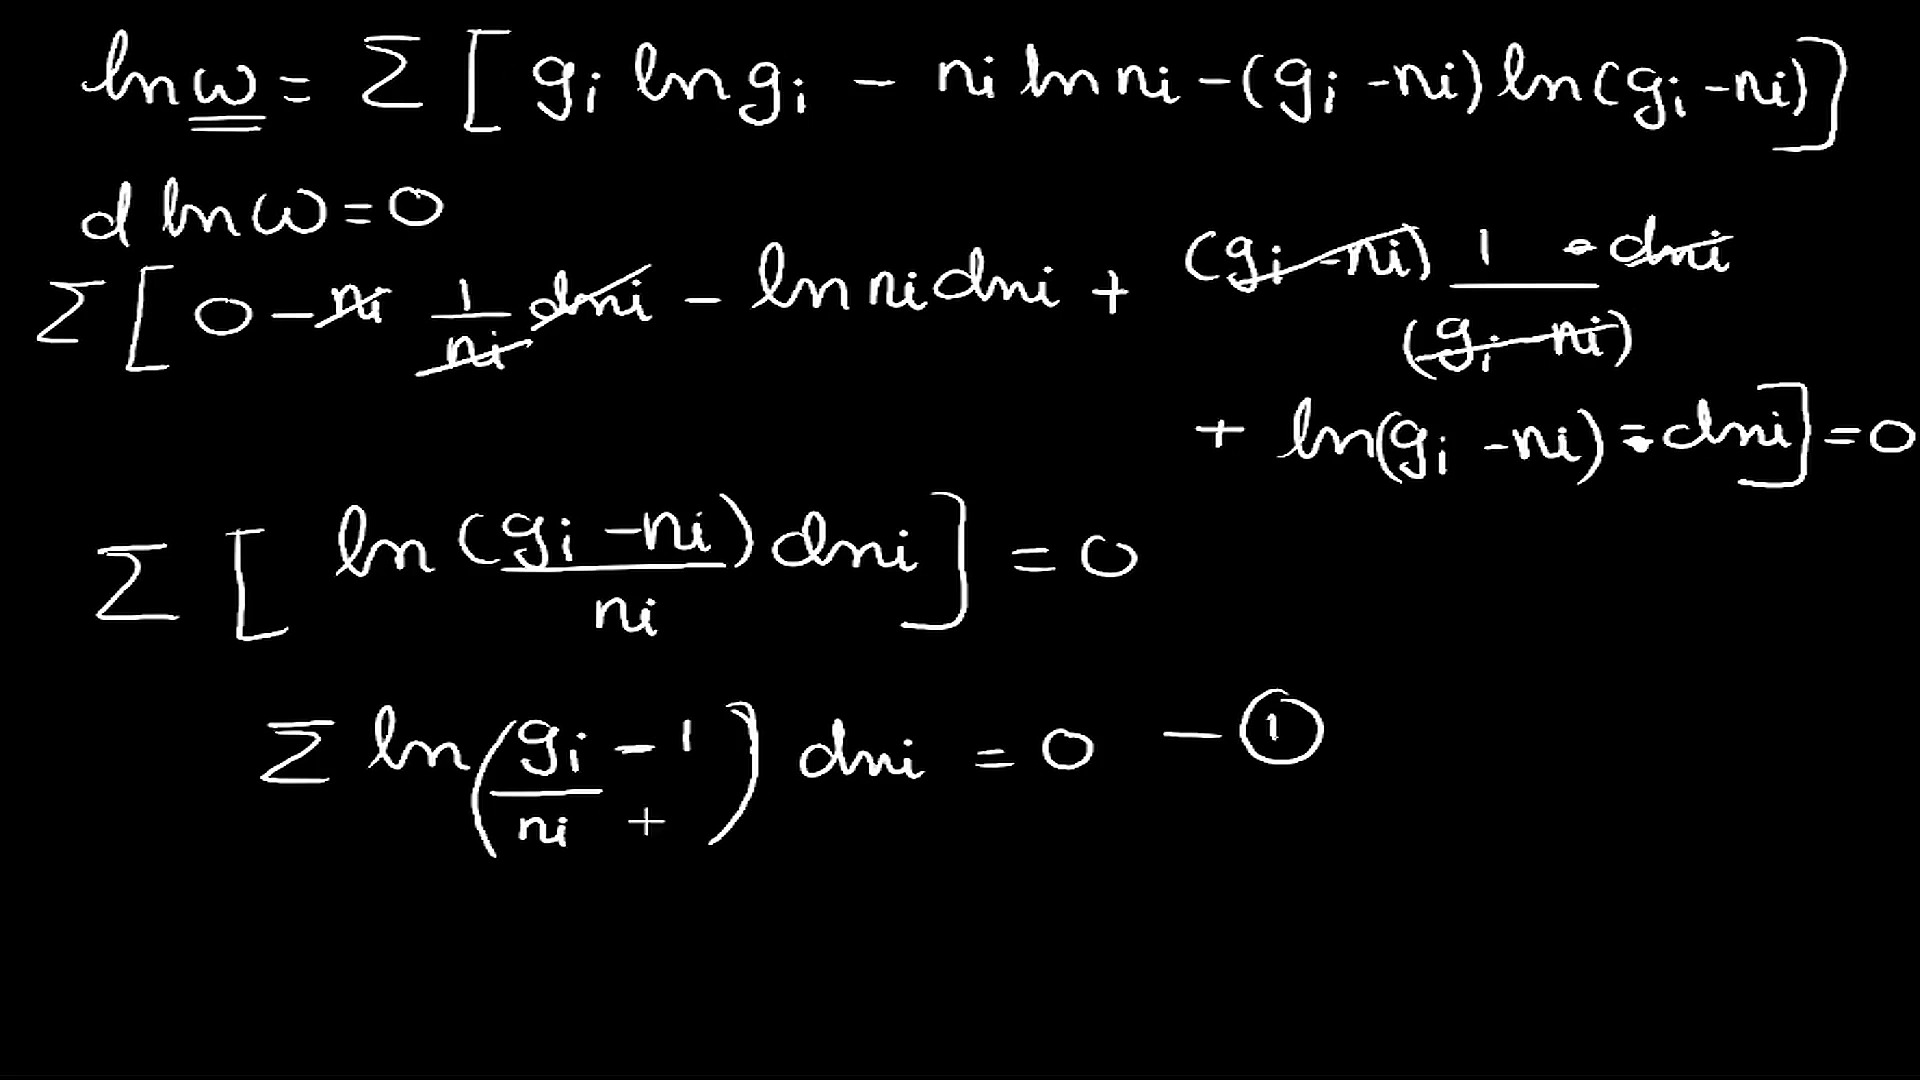 ln ω = Σ [ gi ln gi − ni ln ni − (gi − ni) ln (gi − ni) ]
d ln ω = 0
Σ [ 0 − ni 1/ni dni − ln ni dni + (gi − ni) 1/(gi − ni) · dni
+ ln(gi − ni) · dni ] = 0
Σ [ ln (gi − ni)/ni dni ] = 0
Σ ln (gi/ni − 1) dni = 0 — ①
+